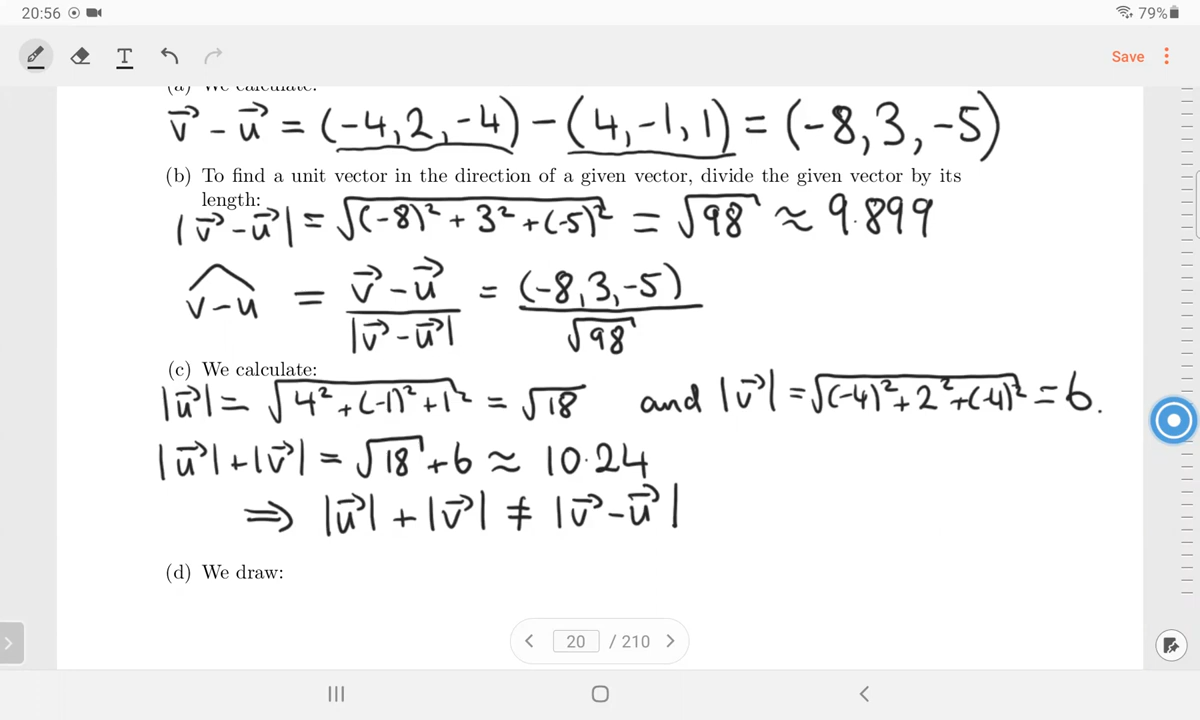 20:56 79%
T Save
(a) We calculate:
v⃗ - u⃗ = (-4,2,-4) - (4,-1,1) = (-8,3,-5)
(b) To find a unit vector in the direction of a given vector, divide the given vector by its
length:
|v⃗ - u⃗| = √((-8)² + 3² + (-5)²) = √98 ≈ 9.899
v-u^ = (v⃗ - u⃗)/|v⃗ - u⃗| = (-8,3,-5)/√98
(c) We calculate:
|u⃗| = √(4² + (-1)² + 1²) = √18 and |v⃗| = √((-4)² + 2² + (-4)²) = 6.
|u⃗| + |v⃗| = √18 + 6 ≈ 10.24
⇒ |u⃗| + |v⃗| ≠ |v⃗ - u⃗|
(d) We draw:
20 / 210